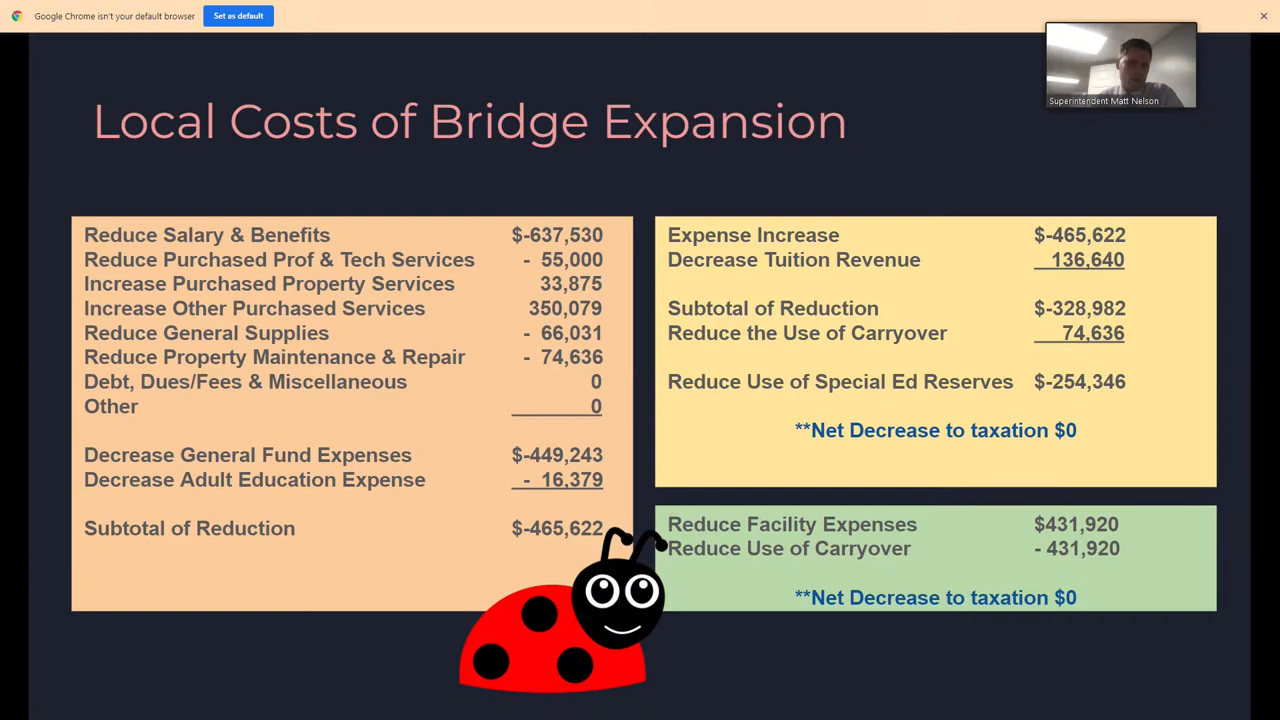 Google Chrome isn't your default browser
Set as default
Superintendent Matt Nelson
Local Costs of Bridge Expansion
Reduce Salary & Benefits $-637,530
Reduce Purchased Prof & Tech Services - 55,000
Increase Purchased Property Services 33,875
Increase Other Purchased Services 350,079
Reduce General Supplies - 66,031
Reduce Property Maintenance & Repair - 74,636
Debt, Dues/Fees & Miscellaneous 0
Other 0
Decrease General Fund Expenses $-449,243
Decrease Adult Education Expense - 16,379
Subtotal of Reduction $-465,622
Expense Increase $-465,622
Decrease Tuition Revenue 136,640
Subtotal of Reduction $-328,982
Reduce the Use of Carryover 74,636
Reduce Use of Special Ed Reserves $-254,346
**Net Decrease to taxation $0
Reduce Facility Expenses $431,920
Reduce Use of Carryover - 431,920
**Net Decrease to taxation $0